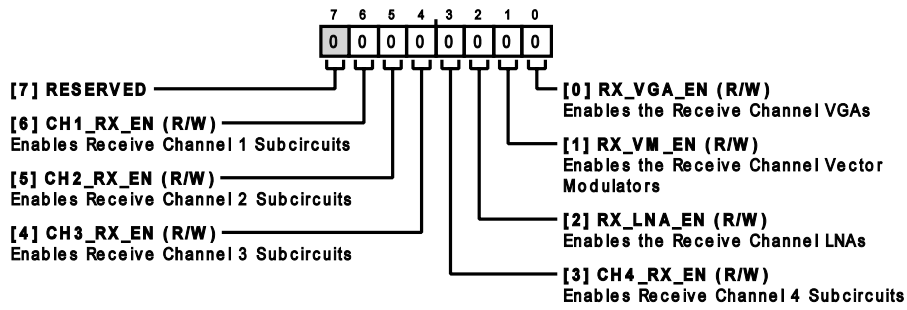 7 6 5 4 3 2 1 0
0 0 0 0 0 0 0 0
[7] RESERVED
[6] CH1_RX_EN (R/W)
Enables Receive Channel 1 Subcircuits
[5] CH2_RX_EN (R/W)
Enables Receive Channel 2 Subcircuits
[4] CH3_RX_EN (R/W)
Enables Receive Channel 3 Subcircuits
[0] RX_VGA_EN (R/W)
Enables the Receive Channel VGAs
[1] RX_VM_EN (R/W)
Enables the Receive Channel Vector
Modulators
[2] RX_LNA_EN (R/W)
Enables the Receive Channel LNAs
[3] CH4_RX_EN (R/W)
Enables Receive Channel 4 Subcircuits